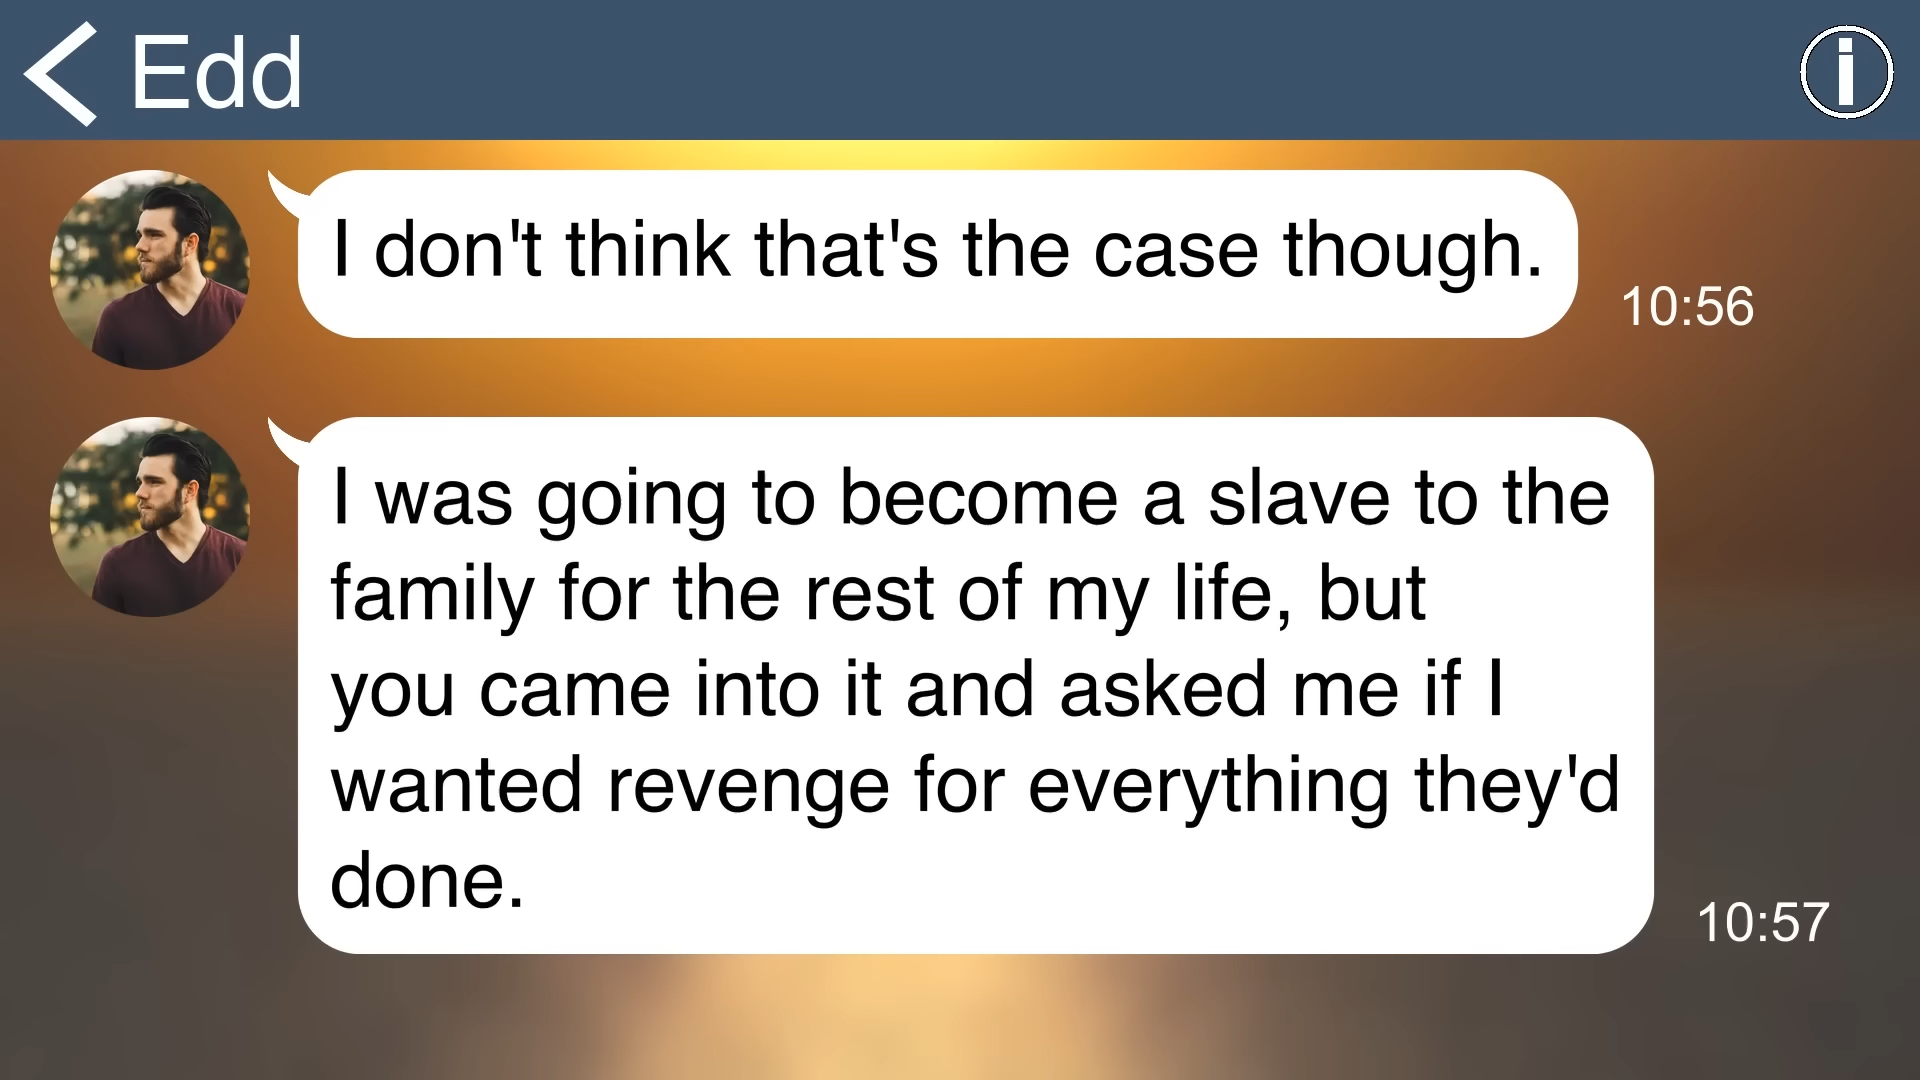 Edd
I don't think that's the case though.
10:56
I was going to become a slave to the
family for the rest of my life, but
you came into it and asked me if I
wanted revenge for everything they'd
done.
10:57